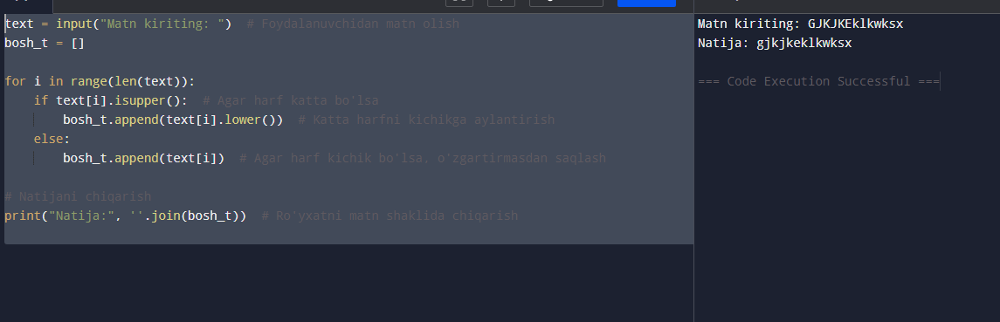 text = input("Matn kiriting: ")  # Foydalanuvchidan matn olish
bosh_t = []
for i in range(len(text)):
    if text[i].isupper():  # Agar harf katta bo'lsa
        bosh_t.append(text[i].lower())  # Katta harfni kichikga aylantirish
    else:
        bosh_t.append(text[i])  # Agar harf kichik bo'lsa, o'zgartirmasdan saqlash
# Natijani chiqarish
print("Natija:", ''.join(bosh_t))  # Ro'yxatni matn shaklida chiqarish
Matn kiriting: GJKJKEklkwksx
Natija: gjkjkeklkwksx
=== Code Execution Successful ===